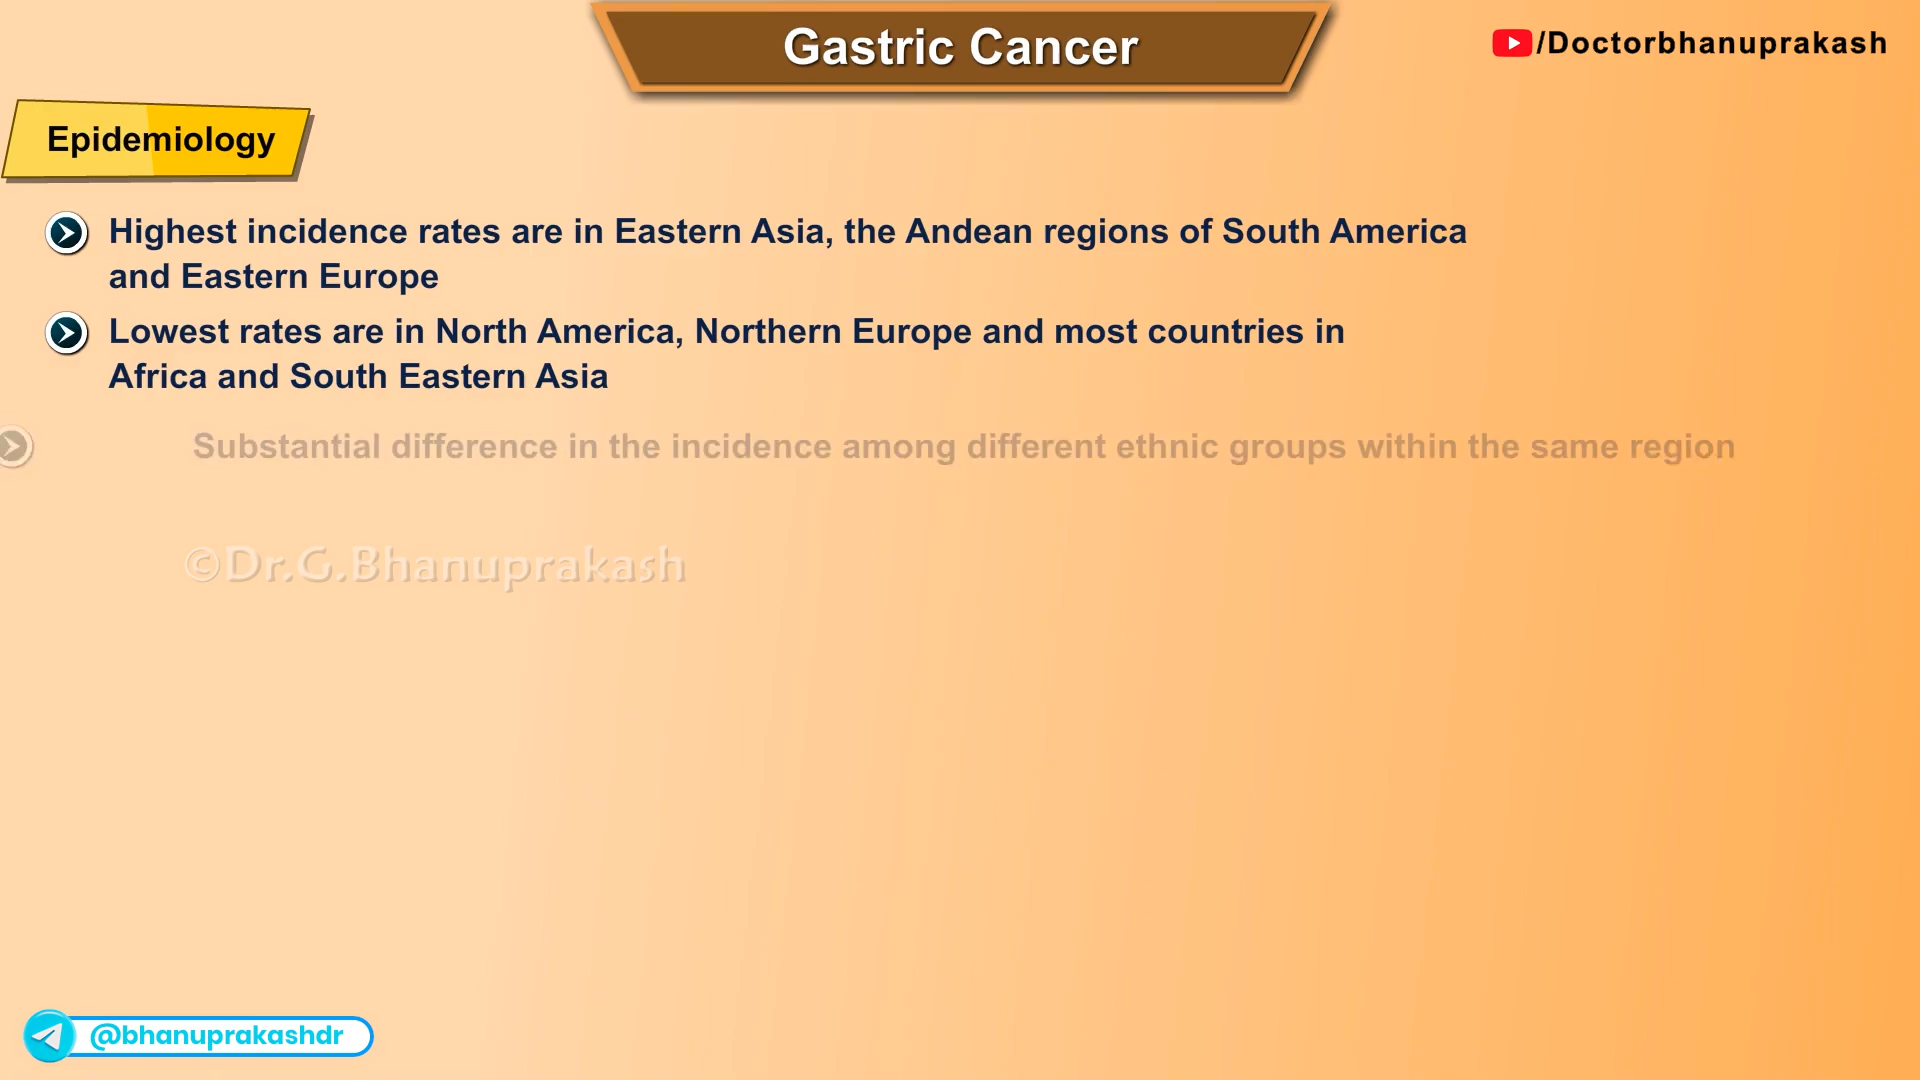 Gastric Cancer
/Doctorbhanuprakash
Epidemiology
Highest incidence rates are in Eastern Asia, the Andean regions of South America
and Eastern Europe
Lowest rates are in North America, Northern Europe and most countries in
Africa and South Eastern Asia
Substantial difference in the incidence among different ethnic groups within the same region
©Dr.G.Bhanuprakash
@bhanuprakashdr